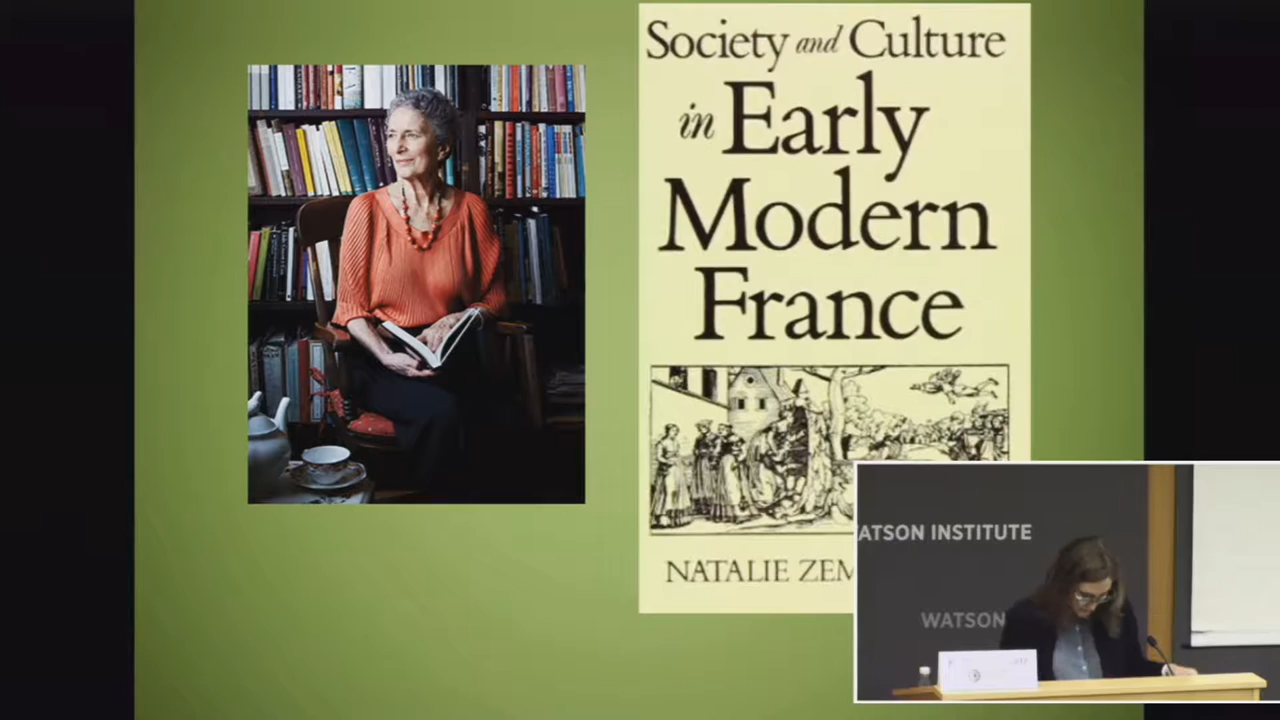 Society and Culture
in Early
Modern
France
NATALIE ZEM
ATSON INSTITUTE
WATSON